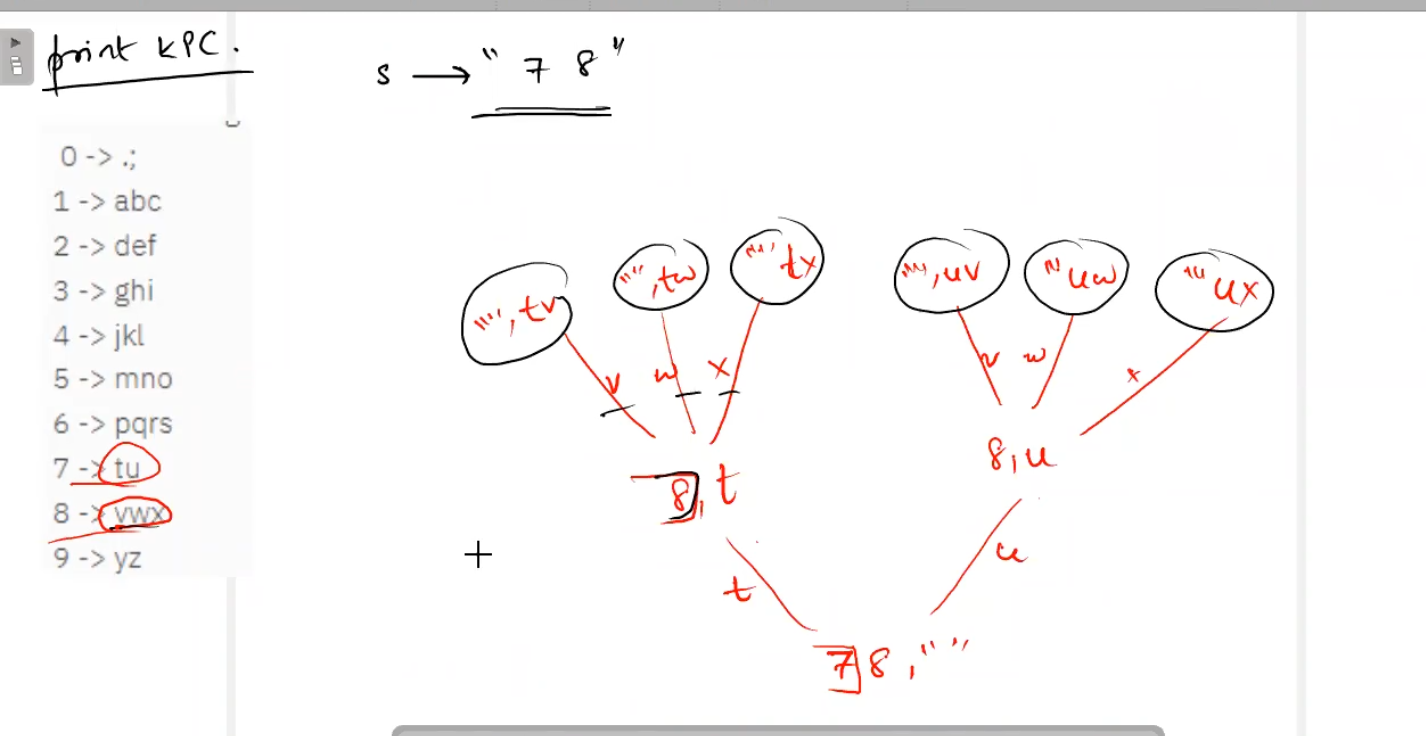 print KPC.
s → " 7 8 "
0 -> .;
1 -> abc
2 -> def
3 -> ghi
4 -> jkl
5 -> mno
6 -> pqrs
7 -> tu
8 -> vwx
9 -> yz
"", tv
"", tw
"", tx
"", uv
"" uw
"" ux
v
w
x
v
w
x
8, t
8, u
t
u
78, " "